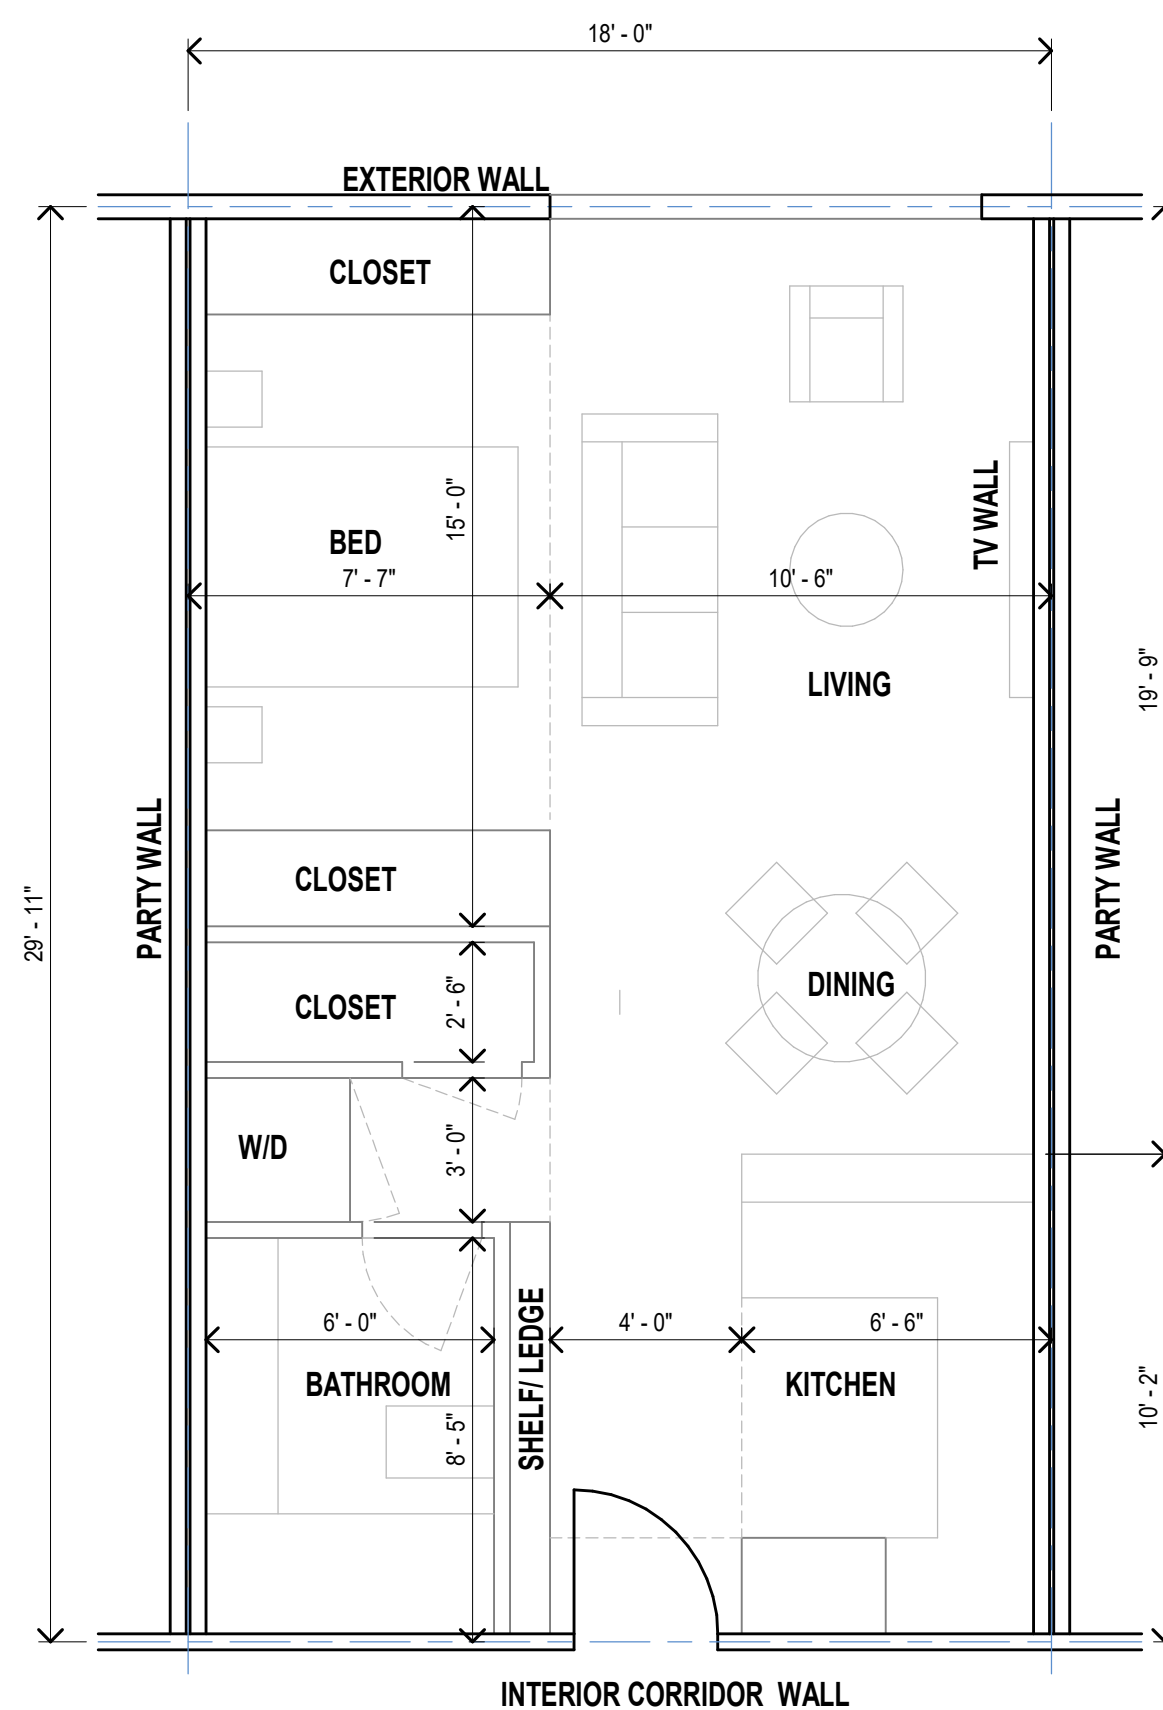 18' - 0"
EXTERIOR WALL
CLOSET
15' - 0"
TV WALL
BED
7' - 7"
10' - 6"
LIVING
19' - 9"
PARTY WALL
PARTY WALL
29' - 11"
CLOSET
CLOSET
2' - 6"
DINING
W/D
3' - 0"
6' - 0"
SHELF/ LEDGE
4' - 0"
6' - 6"
BATHROOM
KITCHEN
8' - 5"
10' - 2"
INTERIOR CORRIDOR WALL